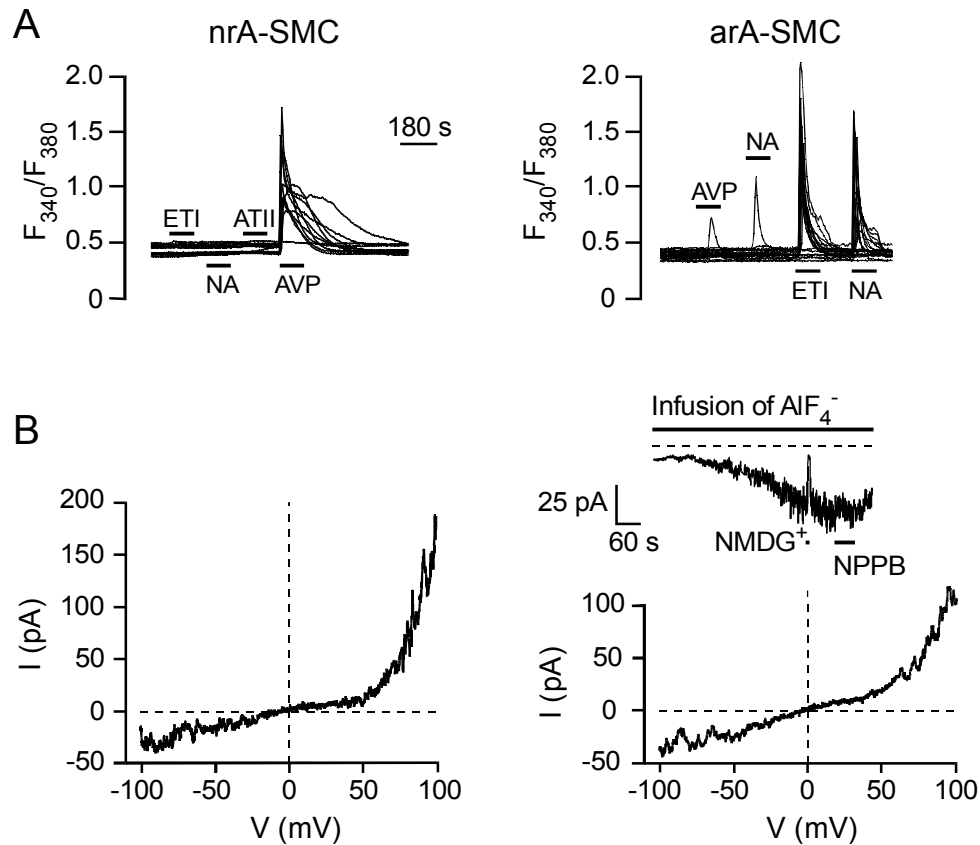 A
nrA-SMC
arA-SMC
2.0
1.5
1.0
0.5
0
F340/F380
180 s
ETI
ATII
NA
AVP
2.0
1.5
1.0
0.5
0
F340/F380
AVP
NA
ETI
NA
B
Infusion of AlF4-
25 pA
60 s
NMDG+
NPPB
200
150
100
50
0
-50
I (pA)
-100 -50 0 50 100
V (mV)
100
50
0
-50
I (pA)
-100 -50 0 50 100
V (mV)